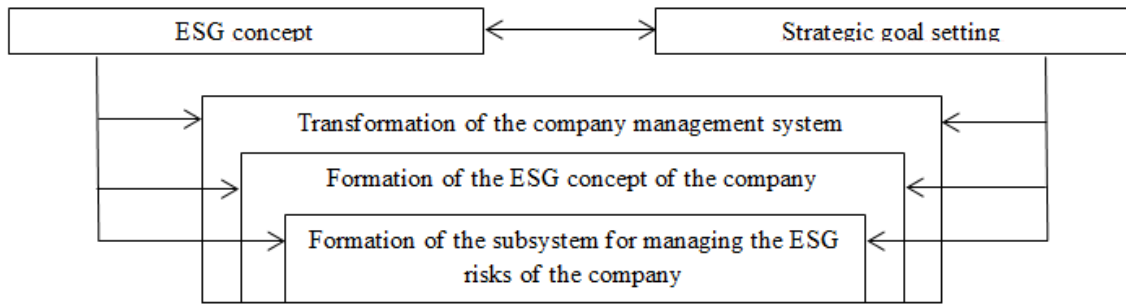 ESG concept
Strategic goal setting
Transformation of the company management system
Formation of the ESG concept of the company
Formation of the subsystem for managing the ESG
risks of the company